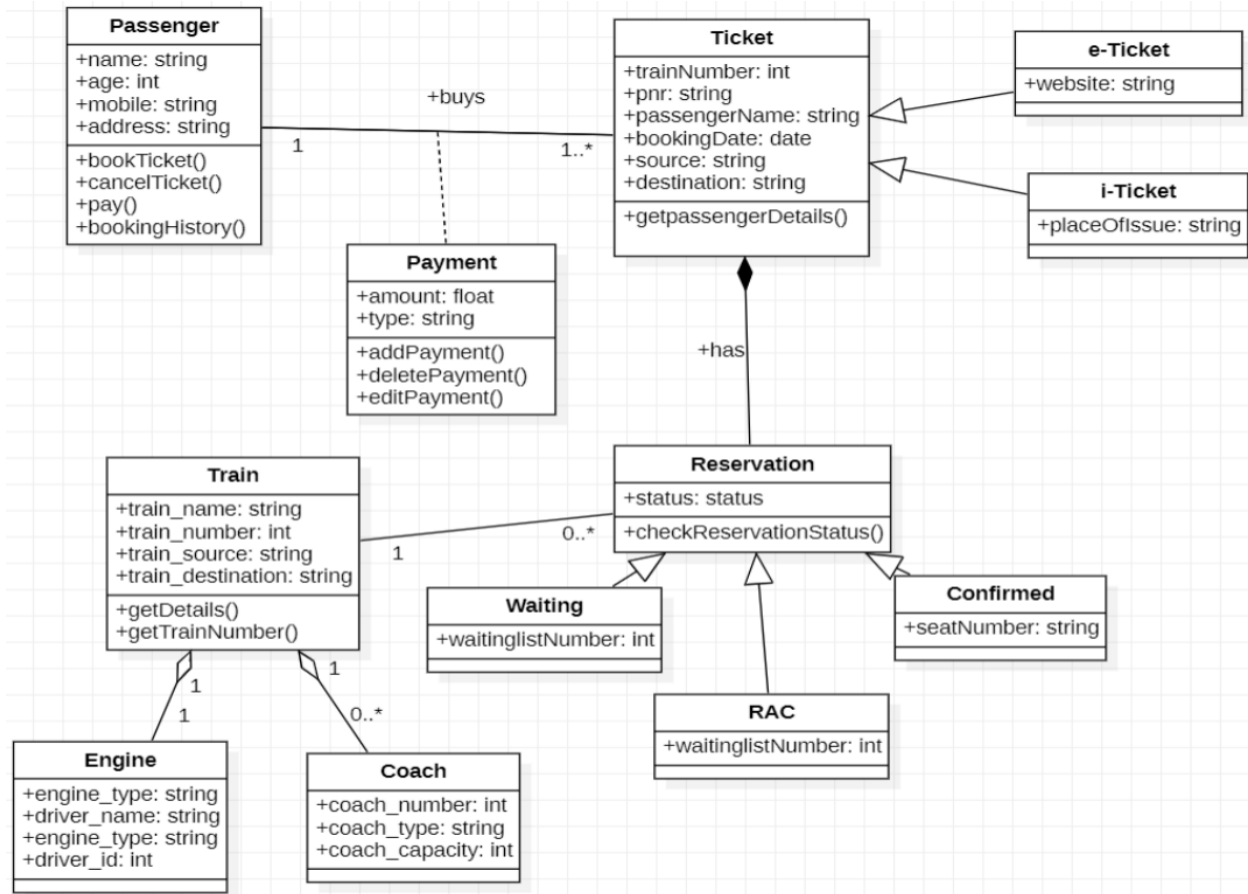 Passenger
+name: string
+age: int
+mobile: string
+address: string
+bookTicket()
+cancelTicket()
+pay()
+bookingHistory()
+buys
1
1..*
Ticket
+trainNumber: int
+pnr: string
+passengerName: string
+bookingDate: date
+source: string
+destination: string
+getpassengerDetails()
e-Ticket
+website: string
i-Ticket
+placeOfIssue: string
Payment
+amount: float
+type: string
+addPayment()
+deletePayment()
+editPayment()
+has
Train
+train_name: string
+train_number: int
+train_source: string
+train_destination: string
+getDetails()
+getTrainNumber()
1
0..*
Reservation
+status: status
+checkReservationStatus()
Waiting
+waitinglistNumber: int
Confirmed
+seatNumber: string
RAC
+waitinglistNumber: int
1
1
1
0..*
Engine
+engine_type: string
+driver_name: string
+engine_type: string
+driver_id: int
Coach
+coach_number: int
+coach_type: string
+coach_capacity: int